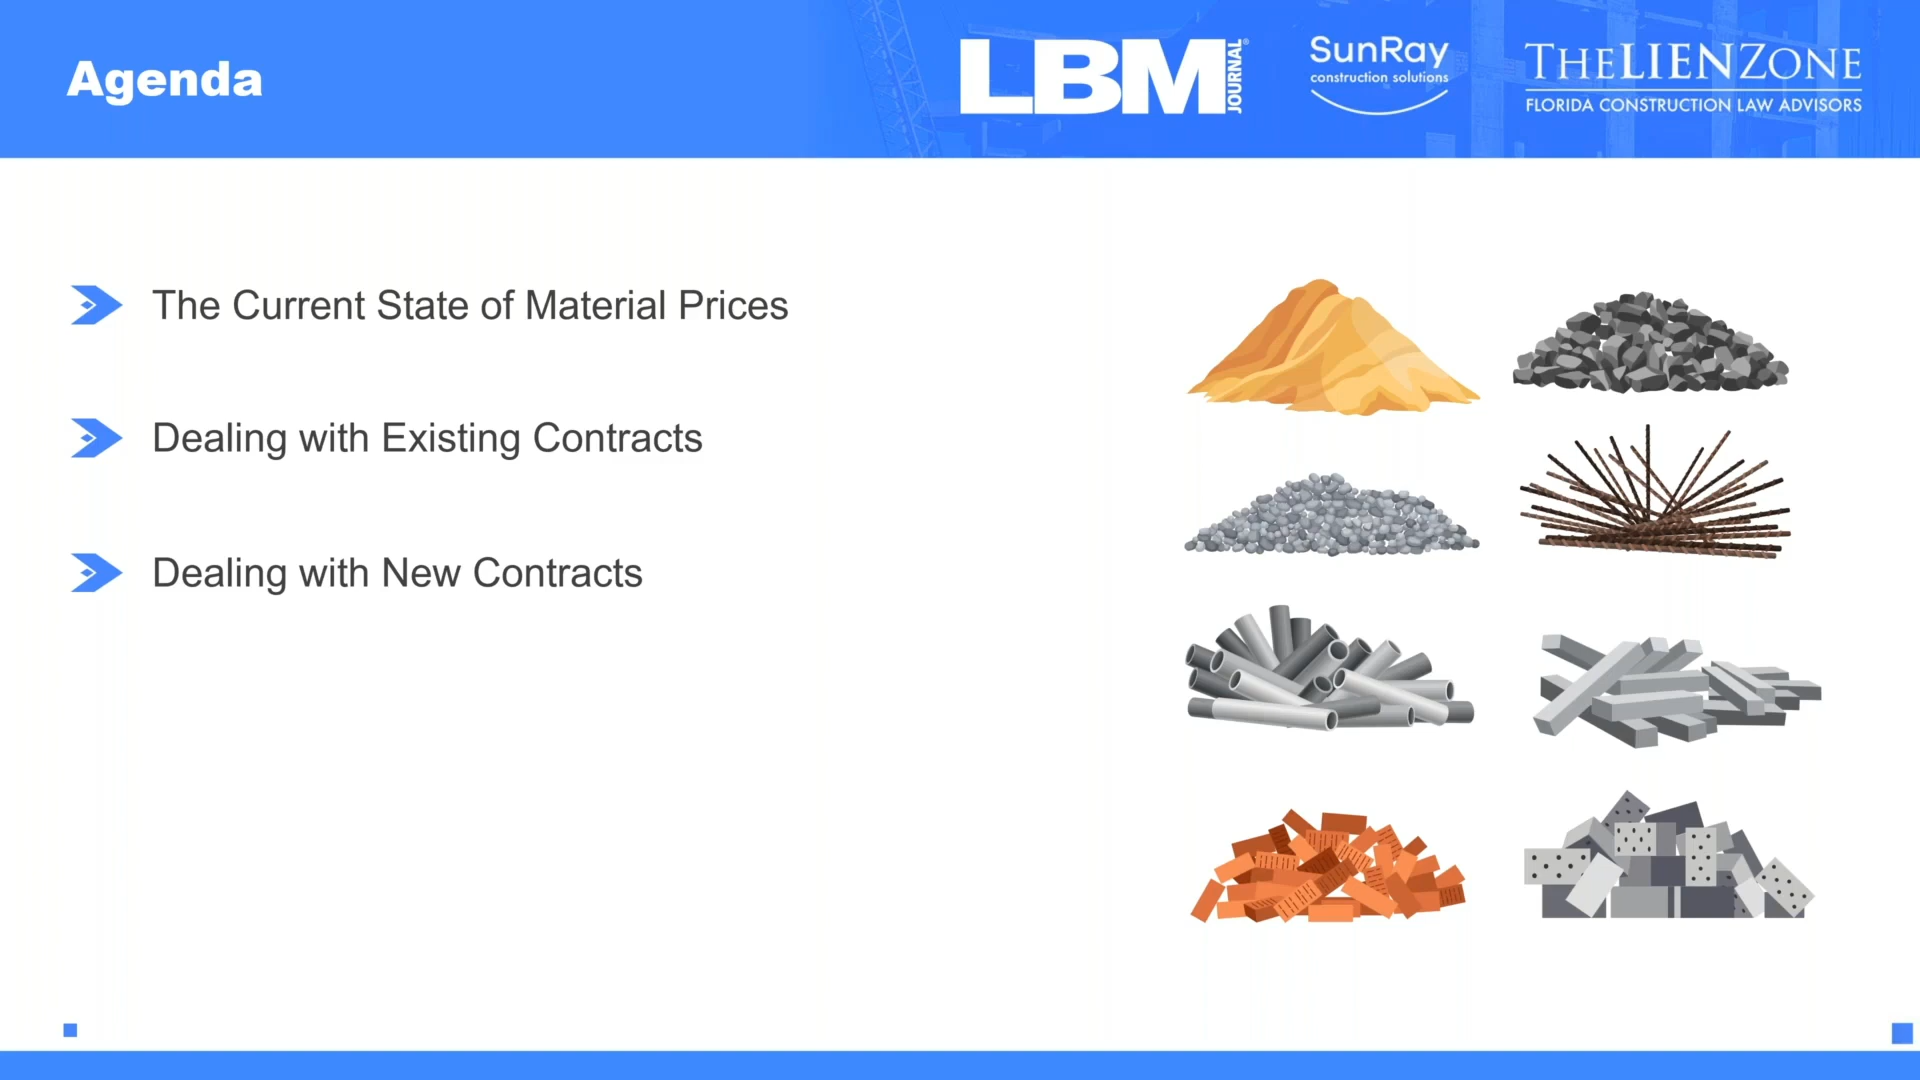 Agenda
LBM JOURNAL®
SunRay
construction solutions
THELIENZONE
FLORIDA CONSTRUCTION LAW ADVISORS
The Current State of Material Prices
Dealing with Existing Contracts
Dealing with New Contracts